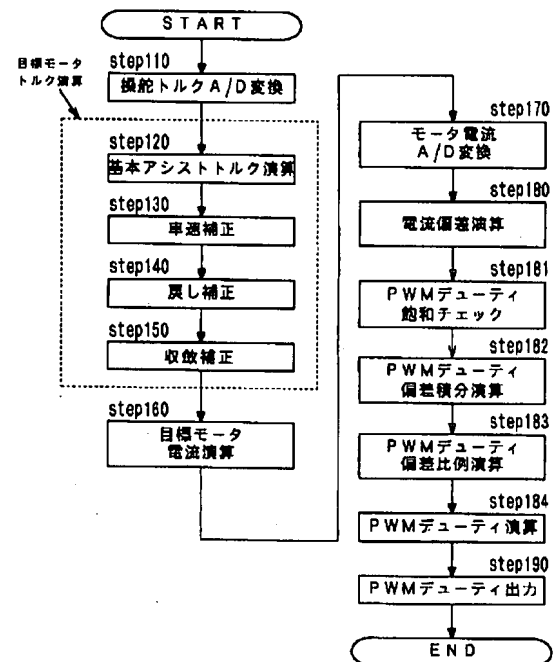 START
目標モータ
トルク演算
step110
操舵トルクA/D変換
step120
基本アシストトルク演算
step130
車速補正
step140
戻し補正
step150
収斂補正
step160
目標モータ
電流演算
step170
モータ電流
A/D変換
step180
電流偏差演算
step181
PWMデューティ
飽和チェック
step182
PWMデューティ
偏差積分演算
step183
PWMデューティ
偏差比例演算
step184
PWMデューティ演算
step190
PWMデューティ出力
END